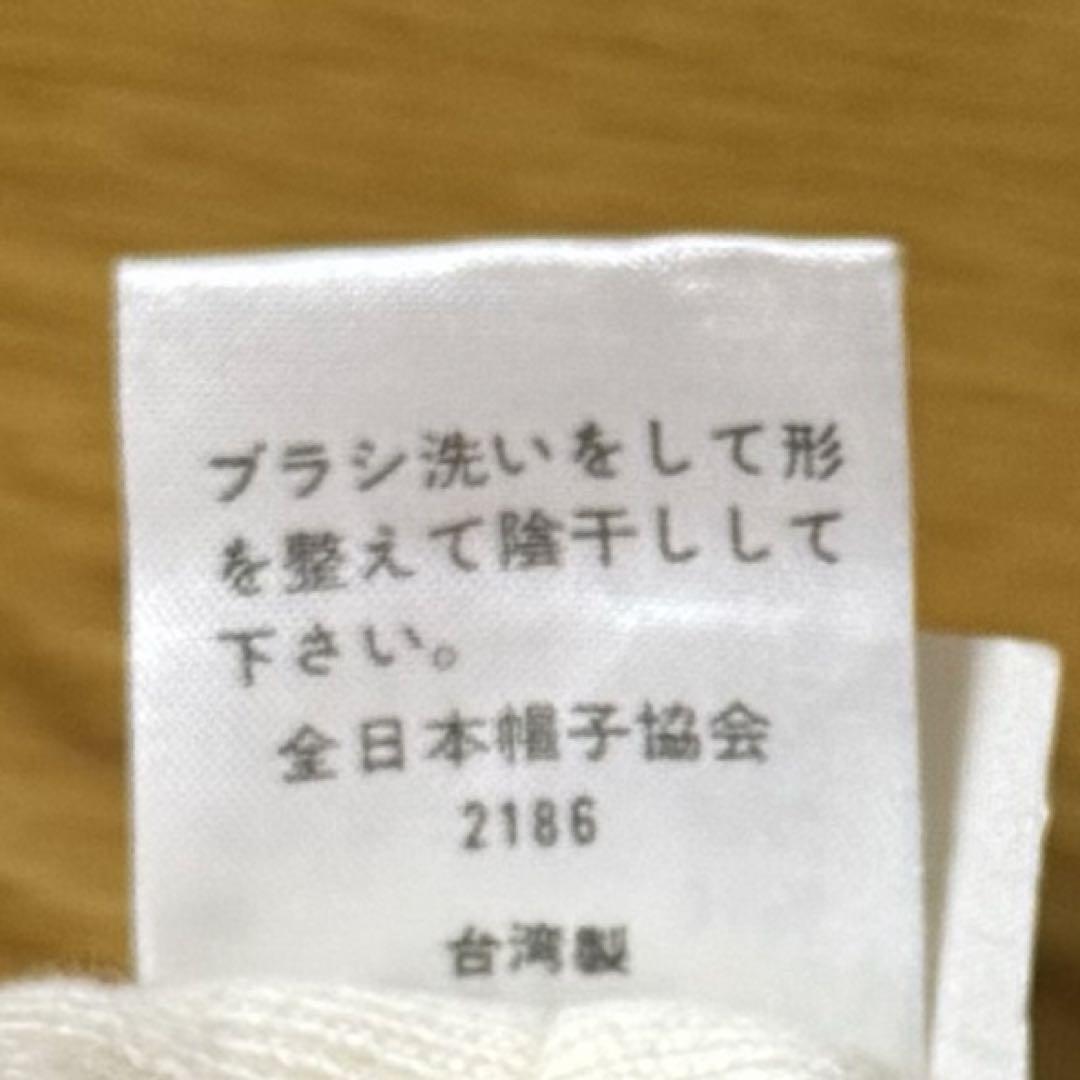 ブラシ洗いをして形
を整えて陰干しして
下さい。
全日本帽子協会
2186
台湾製